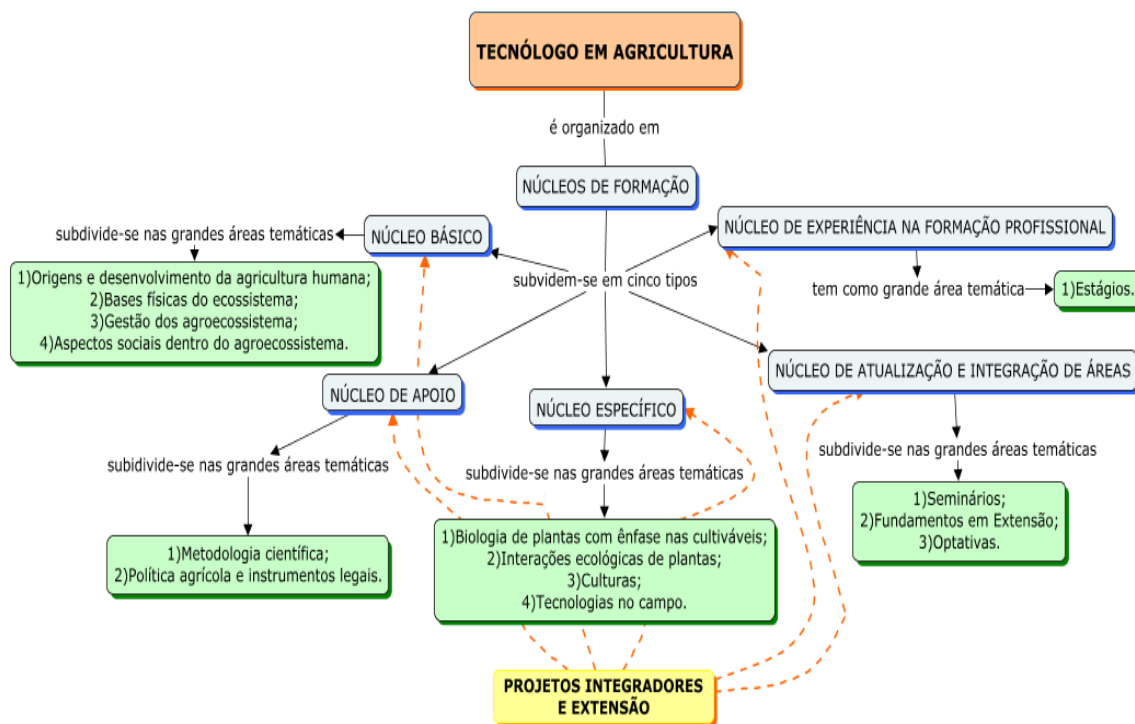 TECNÓLOGO EM AGRICULTURA
é organizado em
NÚCLEOS DE FORMAÇÃO
subvidem-se em cinco tipos
NÚCLEO BÁSICO
subdivide-se nas grandes áreas temáticas
1)Origens e desenvolvimento da agricultura humana;
2)Bases físicas do ecossistema;
3)Gestão dos agroecossistema;
4)Aspectos sociais dentro do agroecossistema.
NÚCLEO DE EXPERIÊNCIA NA FORMAÇÃO PROFISSIONAL
tem como grande área temática
1)Estágios.
NÚCLEO DE APOIO
subidivide-se nas grandes áreas temáticas
1)Metodologia científica;
2)Política agrícola e instrumentos legais.
NÚCLEO ESPECÍFICO
subdivide-se nas grandes áreas temáticas
1)Biologia de plantas com ênfase nas cultiváveis;
2)Interações ecológicas de plantas;
3)Culturas;
4)Tecnologias no campo.
NÚCLEO DE ATUALIZAÇÃO E INTEGRAÇÃO DE ÁREAS
subdivide-se nas grandes áreas temáticas
1)Seminários;
2)Fundamentos em Extensão;
3)Optativas.
PROJETOS INTEGRADORES
E EXTENSÃO